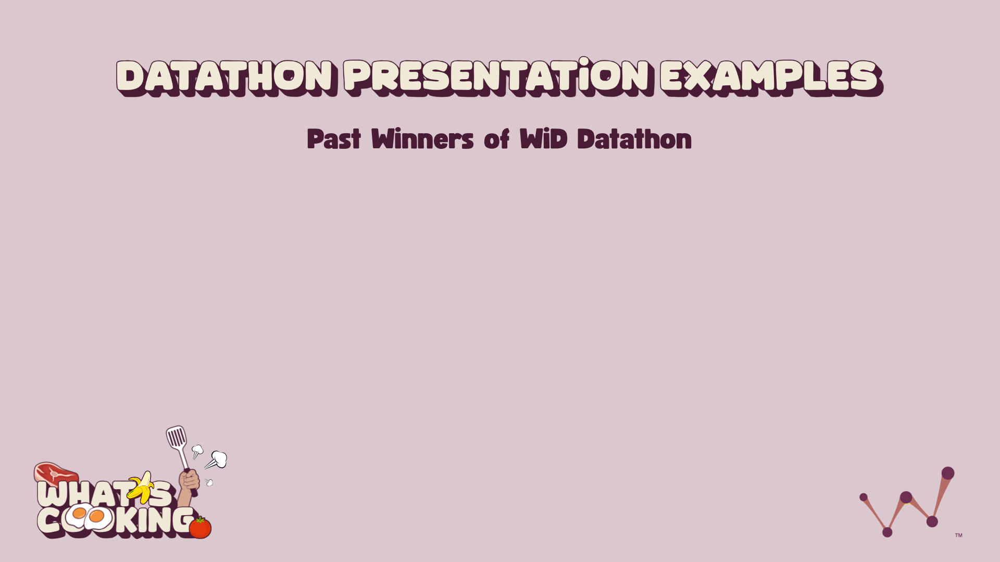 DATATHON PRESENTATiON EXAMPLES
Past Winners of WiD Datathon
WHAT'S
COOKING
TM